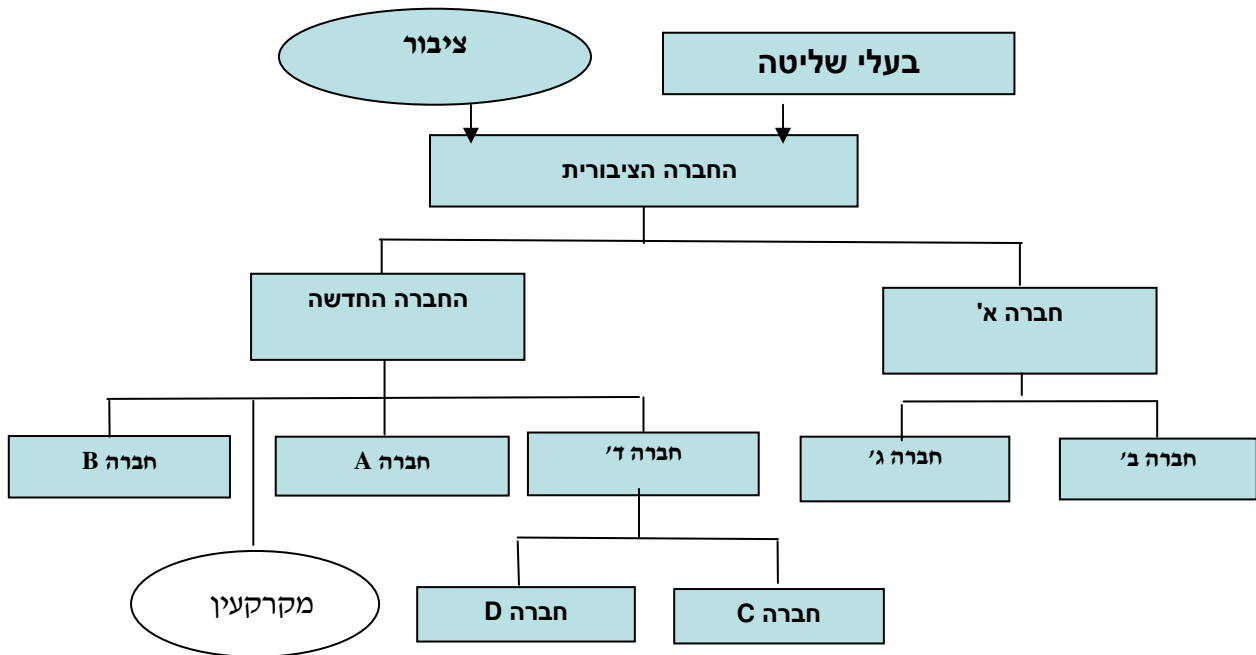 בעלי שליטה
ציבור
החברה הציבורית
חברה א'
החברה החדשה
חברה ב'
חברה ג'
חברה ד'
חברה A
חברה B
חברה C
חברה D
מקרקעין